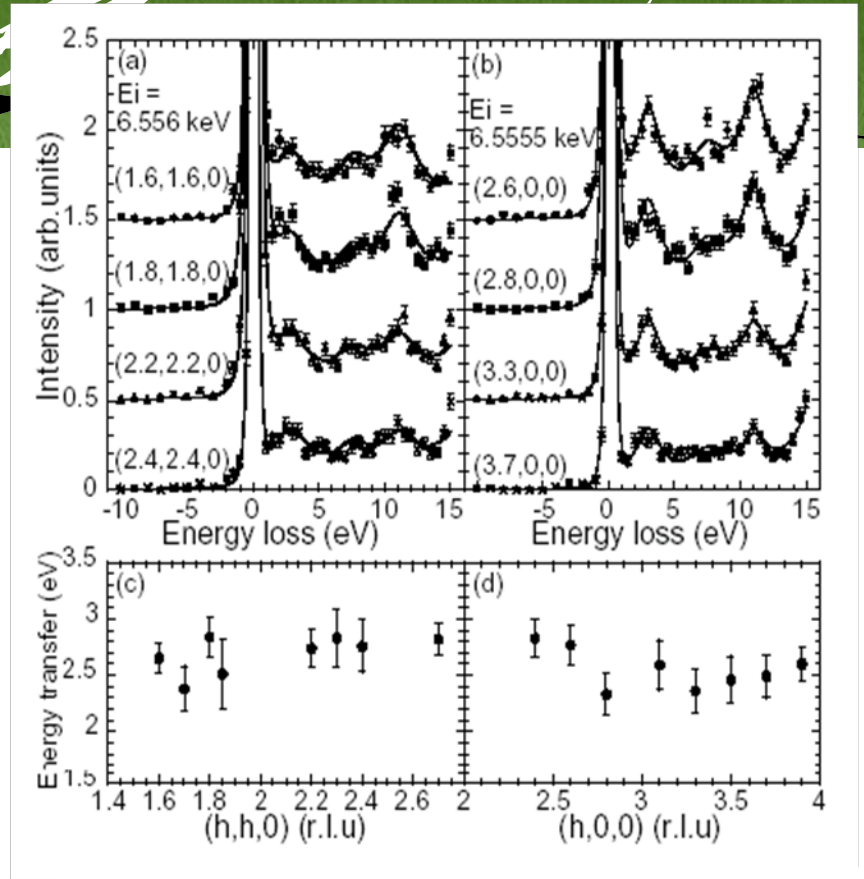 2.5
(a)
(b)
Ei =
6.556 keV
Ei =
6.5555 keV
2
(1.6,1.6,0)
(2.6,0,0)
1.5
(1.8,1.8,0)
(2.8,0,0)
1
(2.2,2.2,0)
(3.3,0,0)
0.5
(2.4,2.4,0)
(3.7,0,0)
0
Intensity (arb.units)
-10 -5 0 5 10 15 -5 0 5 10 15
Energy loss (eV) Energy loss (eV)
3.5
(c)
(d)
3
2.5
2
1.5
Energy transfer (eV)
1.4 1.6 1.8 2 2.2 2.4 2.6 2 2.5 3 3.5 4
(h,h,0) (r.l.u) (h,0,0) (r.l.u)